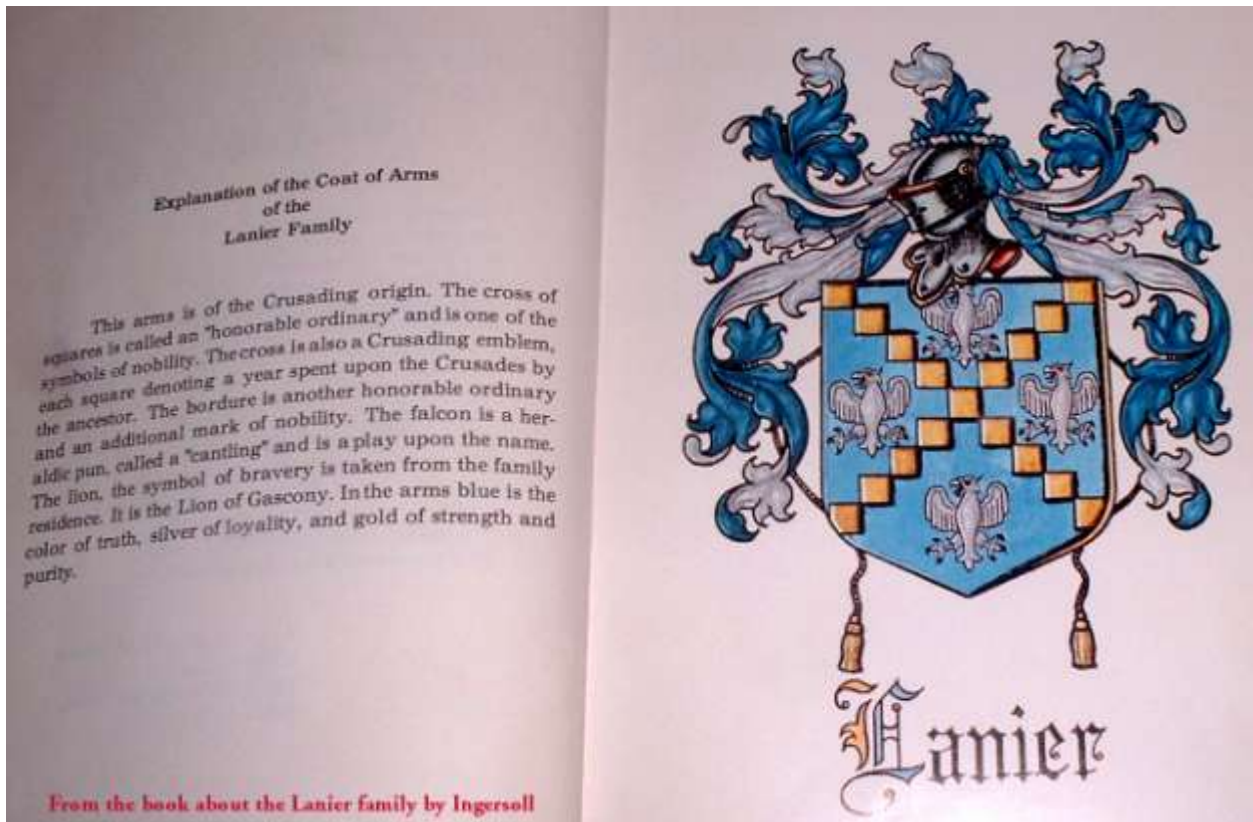 Explanation of the Coat of Arms
of the
Lanier Family
This arms is of the Crusading origin. The cross of
squares is called an "honorable ordinary" and is one of the
symbols of nobility. The cross is also a Crusading emblem,
each square denoting a year spent upon the Crusades by
the ancestor. The bordure is another honorable ordinary
and an additional mark of nobility. The falcon is a her-
aldic pun, called a "cantling" and is a play upon the name.
The lion, the symbol of bravery is taken from the family
residence. It is the Lion of Gascony. In the arms blue is the
color of truth, silver of loyality, and gold of strength and
purity.
From the book about the Lanier family by Ingersoll
Lanier